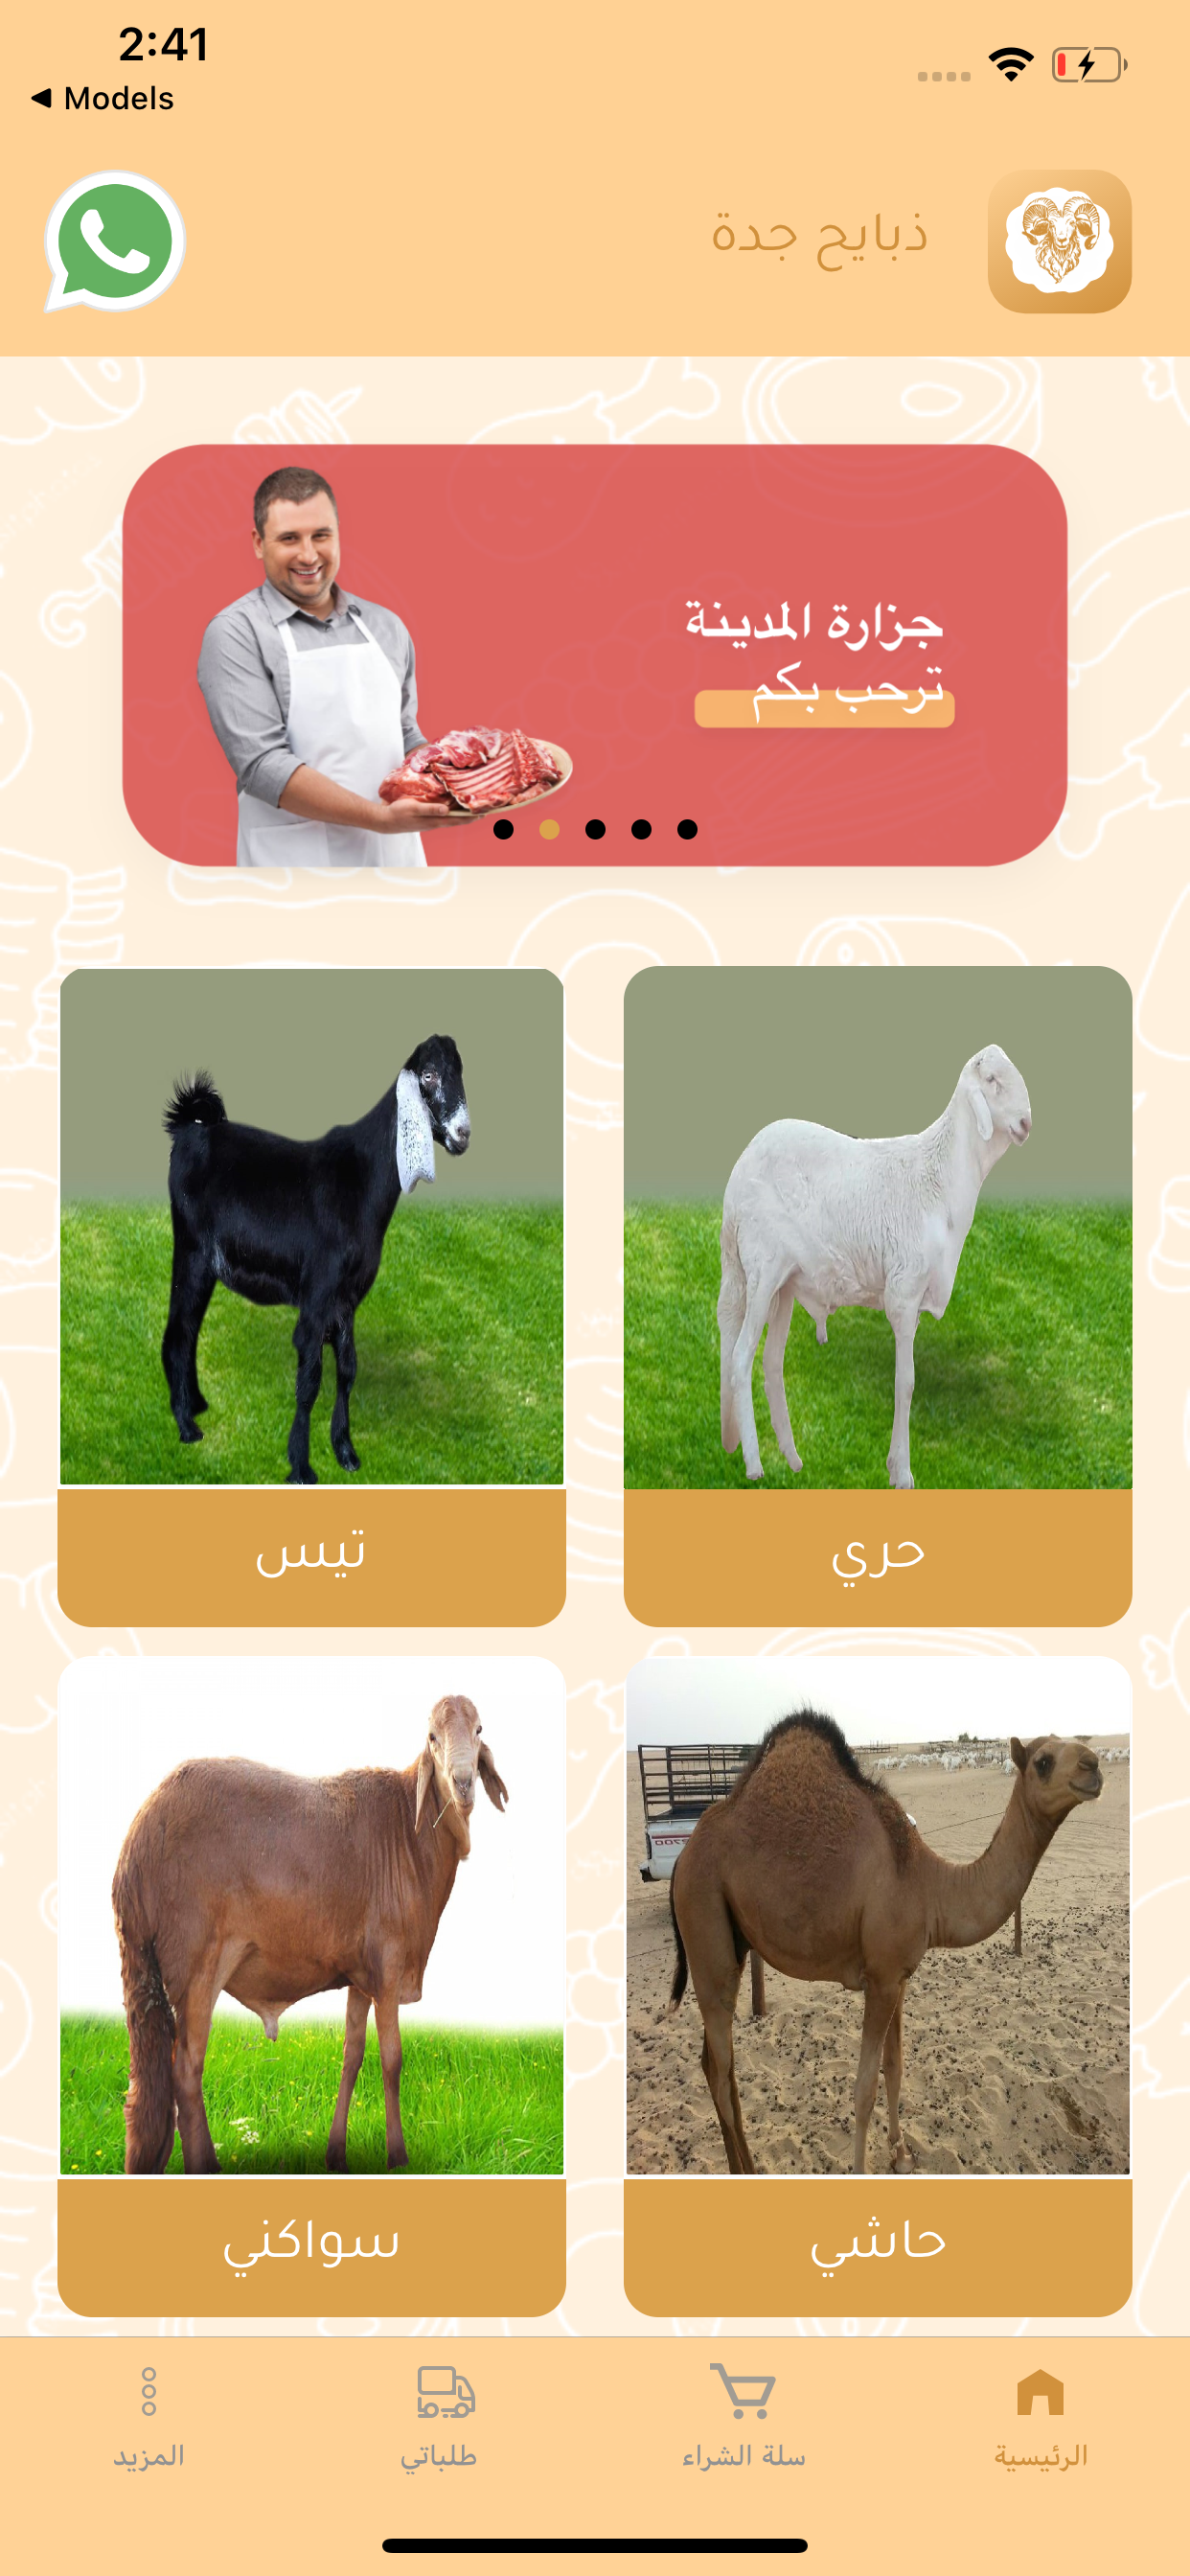 2:41
Models
ذبايح جدة
جزارة المدينة
ترحب بكم
حري
تيس
حاشي
سواكني
الرئيسية
سلة الشراء
طلباتي
المزيد